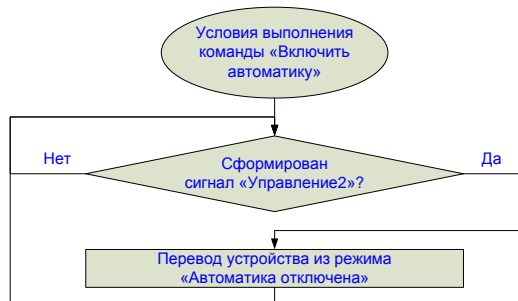 Условия выполнения
команды «Включить
автоматику»
Нет
Сформирован
сигнал «Управление2»?
Да
Перевод устройства из режима
«Автоматика отключена»